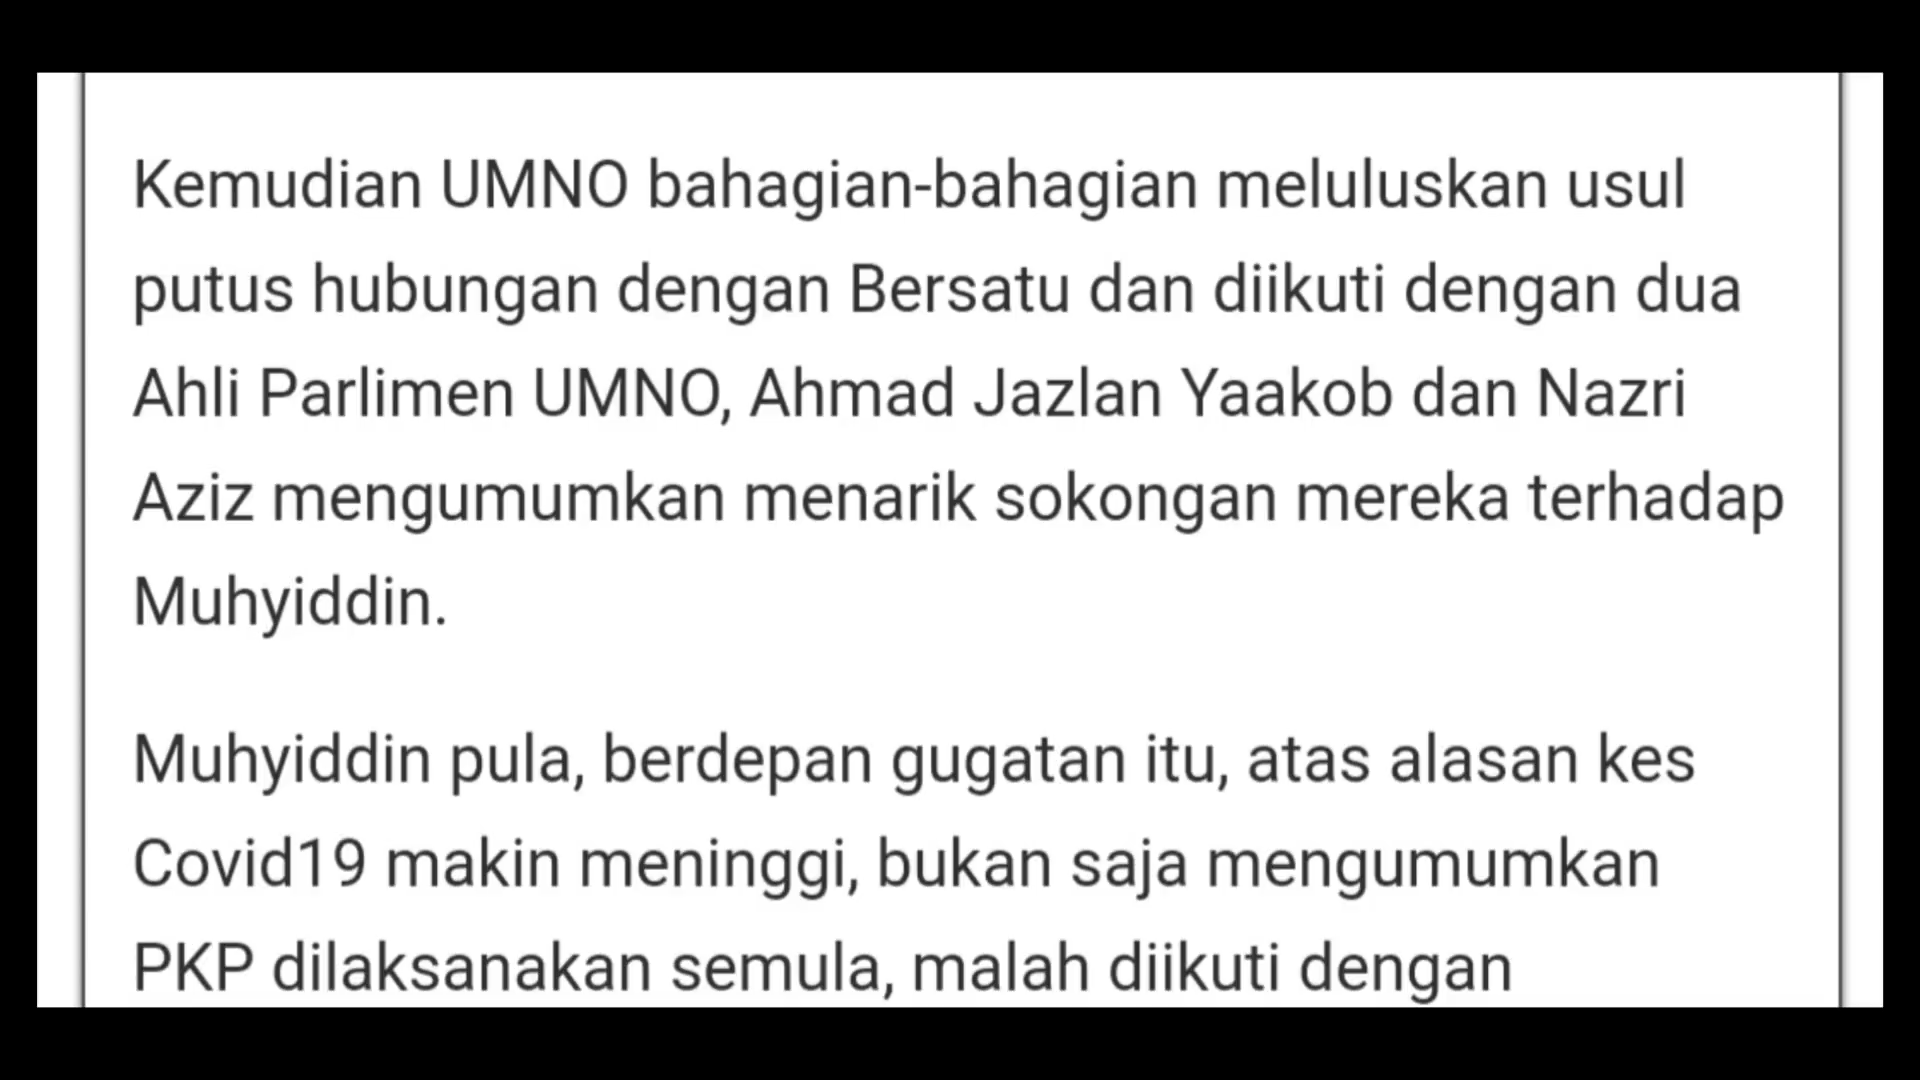 Kemudian UMNO bahagian-bahagian meluluskan usul
putus hubungan dengan Bersatu dan diikuti dengan dua
Ahli Parlimen UMNO, Ahmad Jazlan Yaakob dan Nazri
Aziz mengumumkan menarik sokongan mereka terhadap
Muhyiddin.
Muhyiddin pula, berdepan gugatan itu, atas alasan kes
Covid19 makin meninggi, bukan saja mengumumkan
PKP dilaksanakan semula, malah diikuti dengan